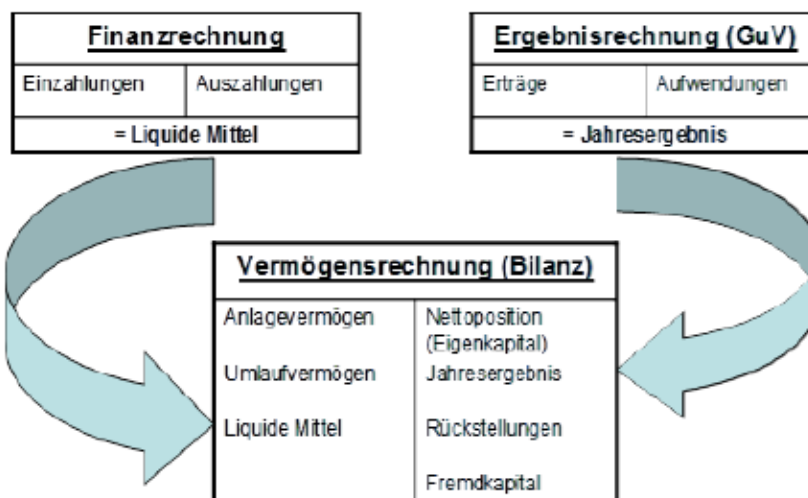 Finanzrechnung
Einzahlungen Auszahlungen
= Liquide Mittel
Ergebnisrechnung (GuV)
Erträge Aufwendungen
= Jahresergebnis
Vermögensrechnung (Bilanz)
Anlagevermögen Nettoposition
(Eigenkapital)
Umlaufvermögen Jahresergebnis
Liquide Mittel Rückstellungen
Fremdkapital